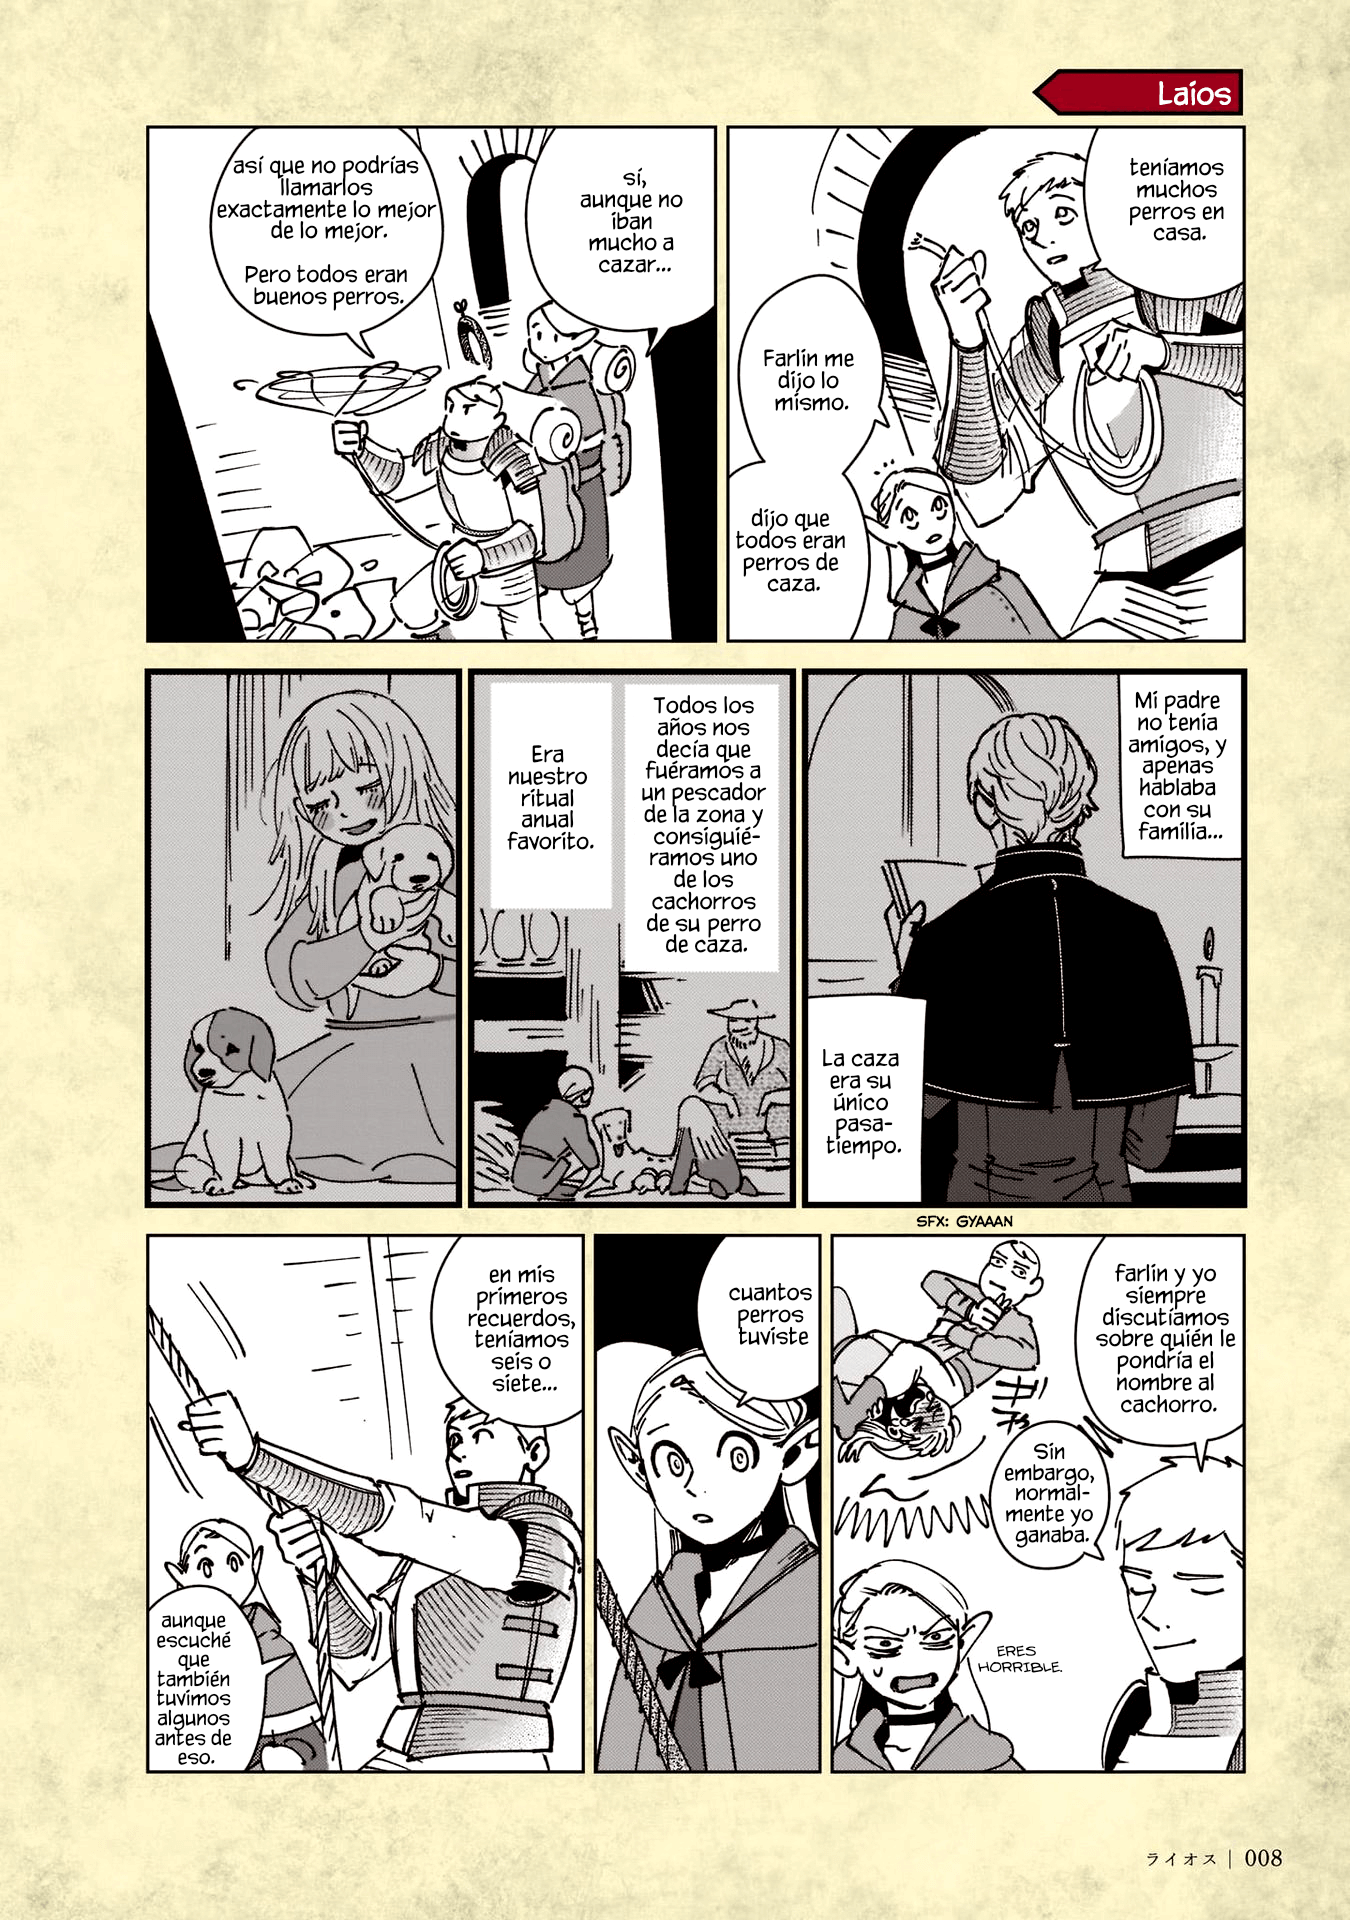 Laios
teníamos
muchos
perros en
casa.
Farlín me
dijo lo
mismo.
dijo que
todos eran
perros de
caza.
sí,
aunque no
iban
mucho a
cazar...
así que no podrías
llamarlos
exactamente lo mejor
de lo mejor.
Pero todos eran
buenos perros.
Mi padre
no tenía
amigos, y
apenas
hablaba
con su
familia...
La caza
era su
único
pasa-
tiempo.
Todos los
años nos
decía que
fuéramos a
un pescador
de la zona y
consiguié-
ramos uno
de los
cachorros
de su perro
de caza.
Era
nuestro
ritual
anual
favorito.
SFX: GYAAAN
farlín y yo
siempre
discutíamos
sobre quién le
pondría el
nombre al
cachorro.
Sin
embargo,
normal-
mente yo
ganaba.
ERES
HORRIBLE.
cuantos
perros
tuviste
en mis
primeros
recuerdos,
teníamos
seis o
siete...
aunque
escuché
que
también
tuvimos
algunos
antes de
eso.
ライオス | 008